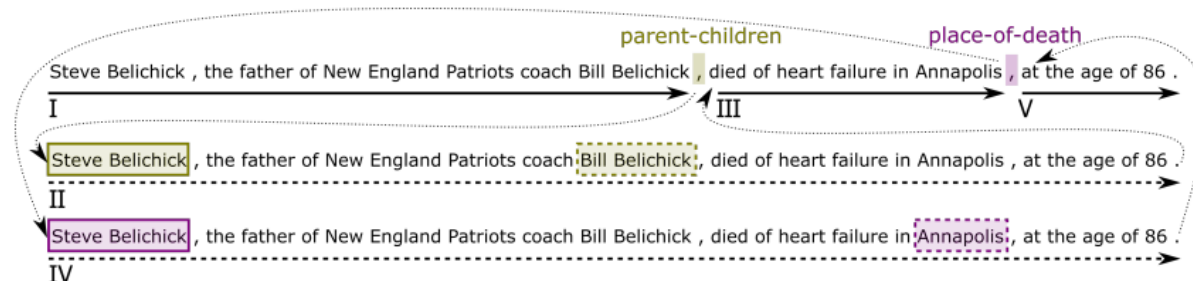 parent-children place-of-death
Steve Belichick , the father of New England Patriots coach Bill Belichick , died of heart failure in Annapolis , at the age of 86 .
I III V
Steve Belichick , the father of New England Patriots coach Bill Belichick , died of heart failure in Annapolis , at the age of 86 .
II
Steve Belichick , the father of New England Patriots coach Bill Belichick , died of heart failure in Annapolis , at the age of 86 .
IV